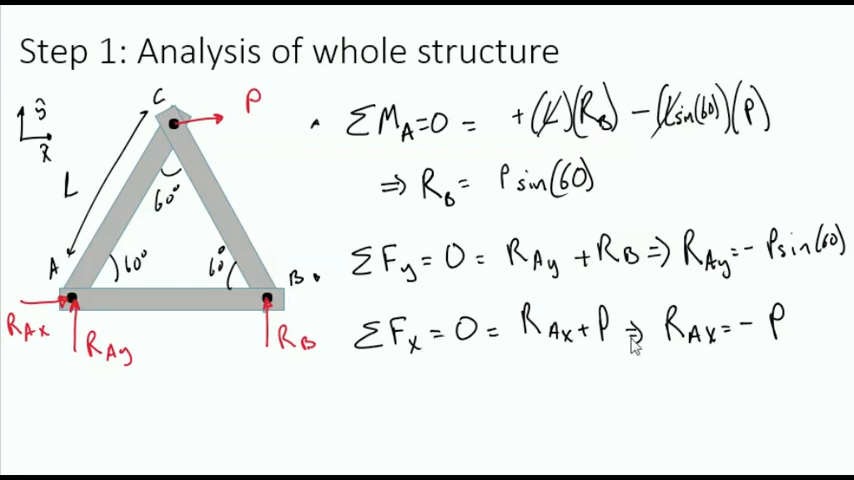 Step 1: Analysis of whole structure
C
P
ŷ
x̂
L
60°
A
60°
60°
B
R_Ax
R_Ay
R_B
• ΣM_A=0 = +(L)(R_B) - (L sin(60))(P)
⇒ R_B = P sin(60)
• ΣF_y = 0 = R_Ay + R_B ⇒ R_Ay = - P sin(60)
ΣF_x = 0 = R_Ax + P ⇒ R_Ax = - P